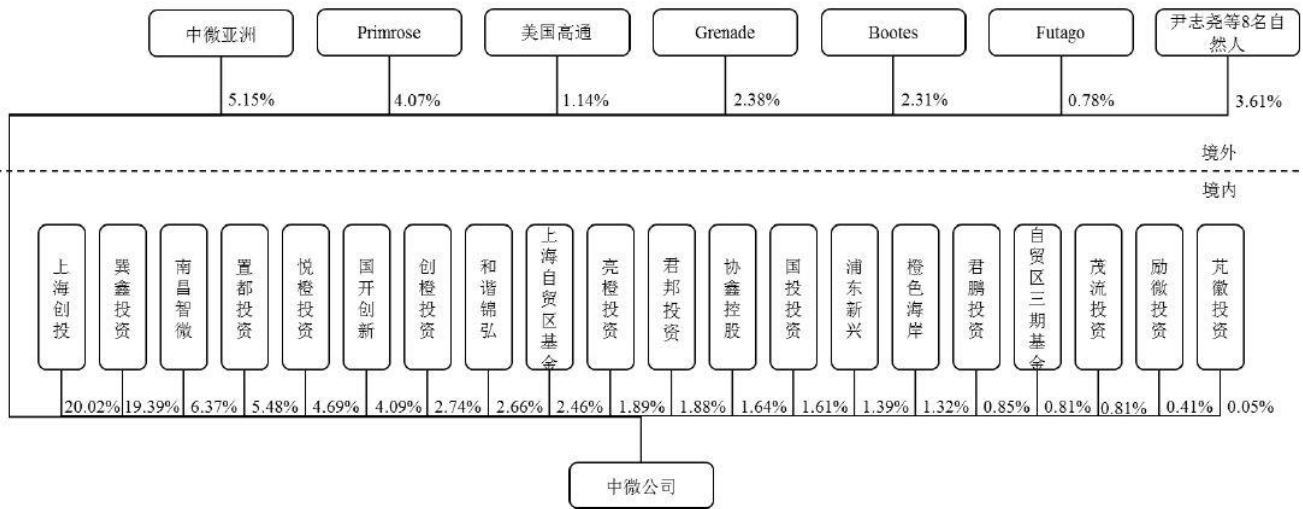 中微亚洲
Primrose
美国高通
Grenade
Bootes
Futago
尹志尧等8名自
然人
5.15%
4.07%
1.14%
2.38%
2.31%
0.78%
3.61%
境外
境内
上海创投
巽鑫投资
南昌智微
置都投资
悦橙投资
国开创新
创橙投资
和谐锦弘
上海自贸区基金
亮橙投资
君邦投资
协鑫控股
国投投资
浦东新兴
橙色海岸
君鹏投资
自贸区三期基金
茂流投资
励微投资
芃徽投资
20.02%
19.39%
6.37%
5.48%
4.69%
4.09%
2.74%
2.66%
2.46%
1.89%
1.88%
1.64%
1.61%
1.39%
1.32%
0.85%
0.81%
0.81%
0.41%
0.05%
中微公司